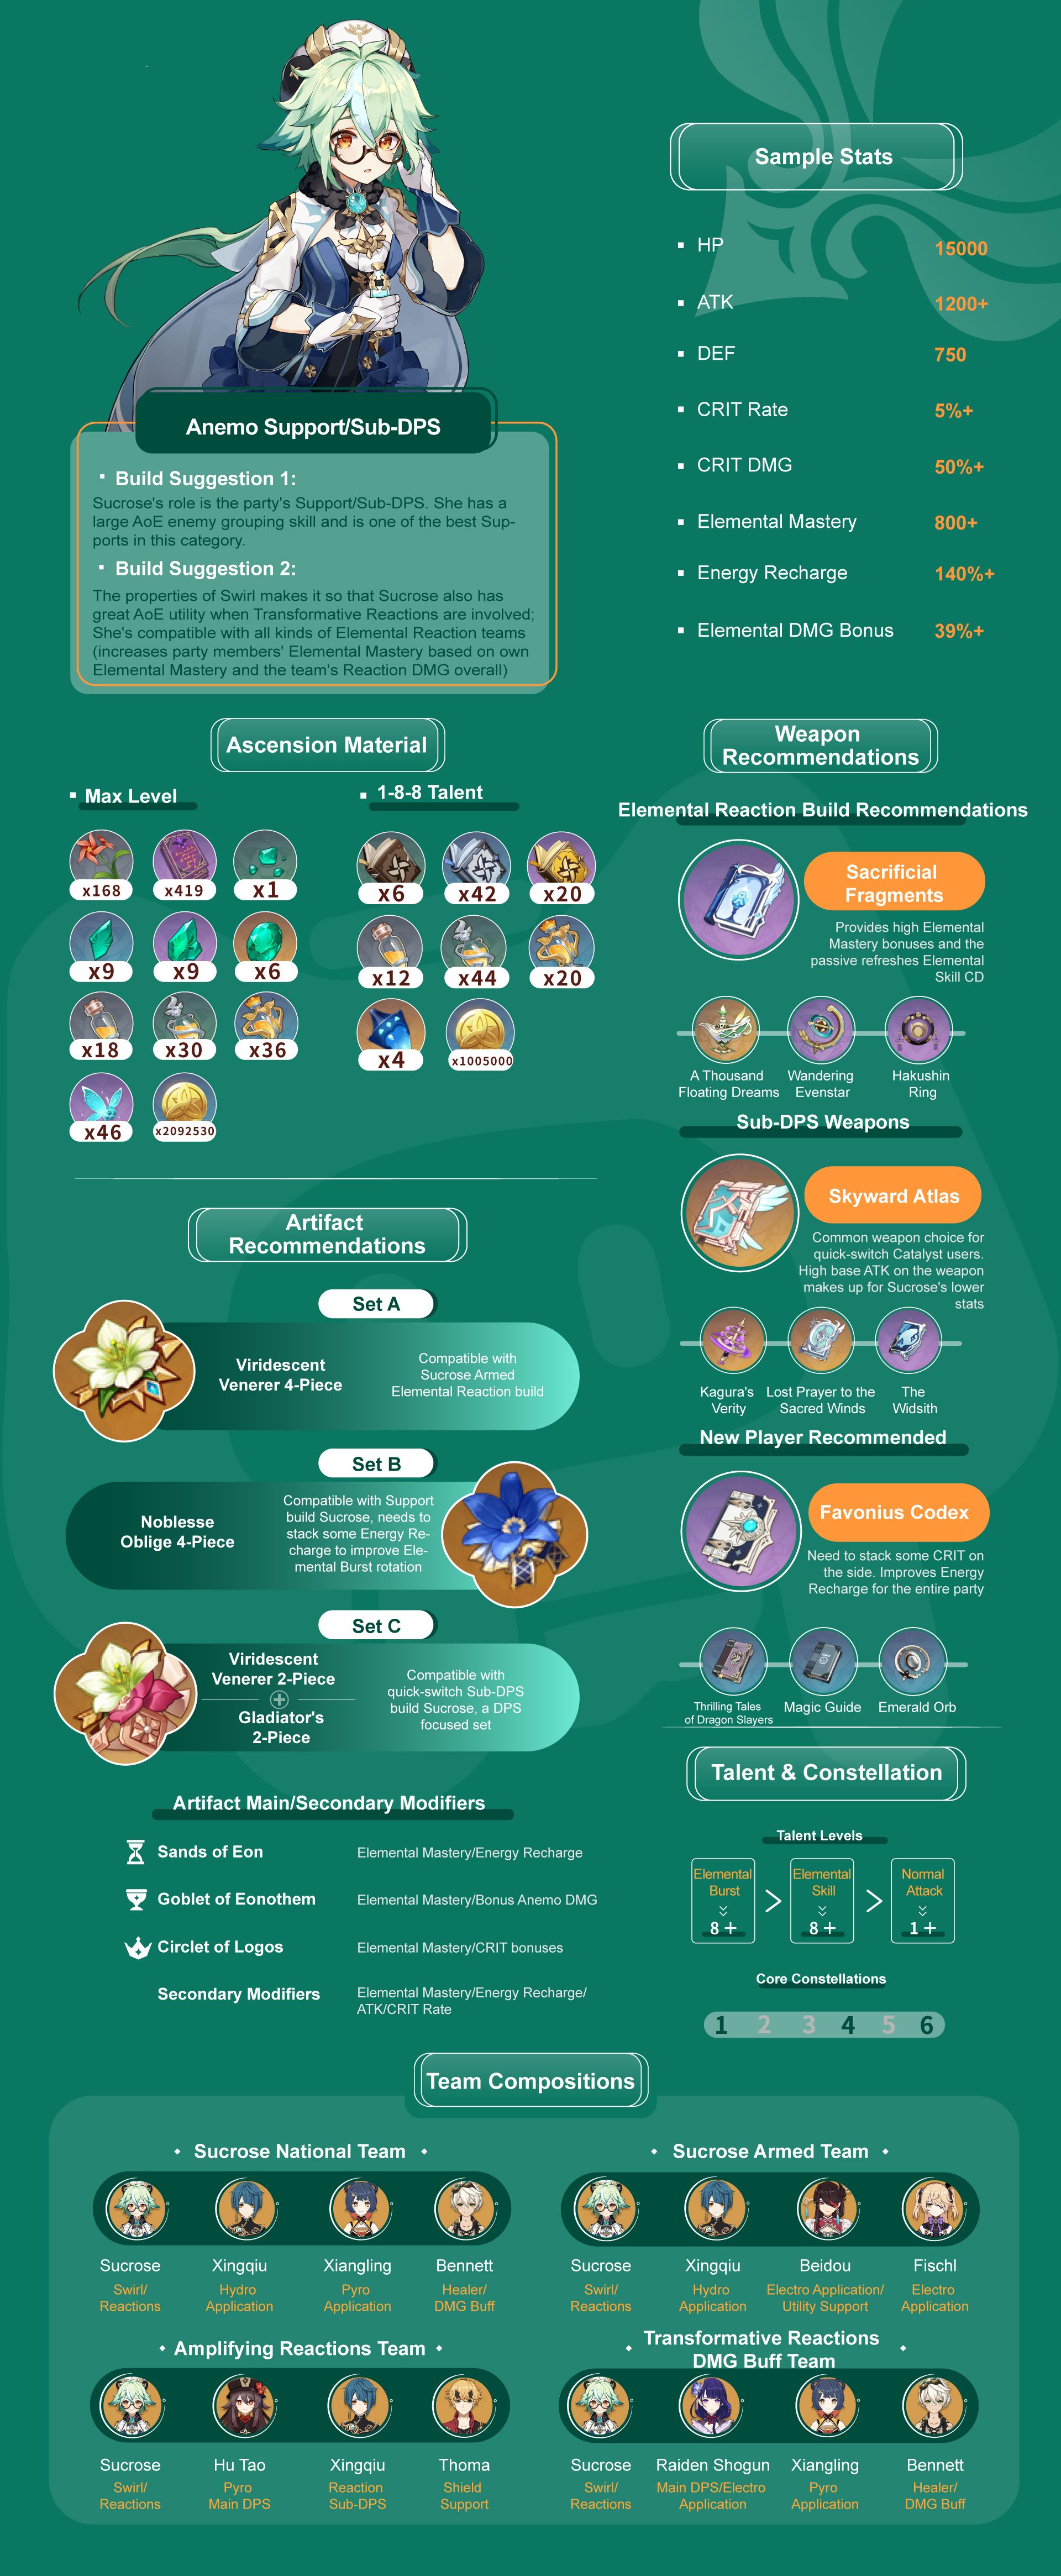 Sample Stats
HP 15000
ATK 1200+
DEF 750
CRIT Rate 5%+
CRIT DMG 50%+
Elemental Mastery 800+
Energy Recharge 140%+
Elemental DMG Bonus 39%+
Anemo Support/Sub-DPS
Build Suggestion 1:
Sucrose's role is the party's Support/Sub-DPS. She has a
large AoE enemy grouping skill and is one of the best Sup-
ports in this category.
Build Suggestion 2:
The properties of Swirl makes it so that Sucrose also has
great AoE utility when Transformative Reactions are involved;
She's compatible with all kinds of Elemental Reaction teams
(increases party members' Elemental Mastery based on own
Elemental Mastery and the team's Reaction DMG overall)
Ascension Material
Max Level
x168 x419 x1
x9 x9 x6
x18 x30 x36
x46 x2092530
1-8-8 Talent
x6 x42 x20
x12 x44 x20
x4 x1005000
Weapon
Recommendations
Elemental Reaction Build Recommendations
Sacrificial
Fragments
Provides high Elemental
Mastery bonuses and the
passive refreshes Elemental
Skill CD
A Thousand
Floating Dreams
Wandering
Evenstar
Hakushin
Ring
Sub-DPS Weapons
Skyward Atlas
Common weapon choice for
quick-switch Catalyst users.
High base ATK on the weapon
makes up for Sucrose's lower
stats
Kagura's
Verity
Lost Prayer to the
Sacred Winds
The
Widsith
New Player Recommended
Favonius Codex
Need to stack some CRIT on
the side. Improves Energy
Recharge for the entire party
Thrilling Tales
of Dragon Slayers
Magic Guide
Emerald Orb
Artifact
Recommendations
Set A
Viridescent
Venerer 4-Piece
Compatible with
Sucrose Armed
Elemental Reaction build
Set B
Noblesse
Oblige 4-Piece
Compatible with Support
build Sucrose, needs to
stack some Energy Re-
charge to improve Ele-
mental Burst rotation
Set C
Viridescent
Venerer 2-Piece
Gladiator's
2-Piece
Compatible with
quick-switch Sub-DPS
build Sucrose, a DPS
focused set
Artifact Main/Secondary Modifiers
Sands of Eon Elemental Mastery/Energy Recharge
Goblet of Eonothem Elemental Mastery/Bonus Anemo DMG
Circlet of Logos Elemental Mastery/CRIT bonuses
Secondary Modifiers Elemental Mastery/Energy Recharge/
ATK/CRIT Rate
Talent & Constellation
Talent Levels
Elemental
Burst
8 +
>
Elemental
Skill
8 +
>
Normal
Attack
1 +
Core Constellations
1 2 3 4 5 6
Team Compositions
Sucrose National Team
Sucrose Xingqiu Xiangling Bennett
Swirl/ Hydro Pyro Healer/
Reactions Application Application DMG Buff
Sucrose Armed Team
Sucrose Xingqiu Beidou Fischl
Swirl/ Hydro Electro Application/ Electro
Reactions Application Utility Support Application
Amplifying Reactions Team
Sucrose Hu Tao Xingqiu Thoma
Swirl/ Pyro Reaction Shield
Reactions Main DPS Sub-DPS Support
Transformative Reactions
DMG Buff Team
Sucrose Raiden Shogun Xiangling Bennett
Swirl/ Main DPS/Electro Pyro Healer/
Reactions Application Application DMG Buff